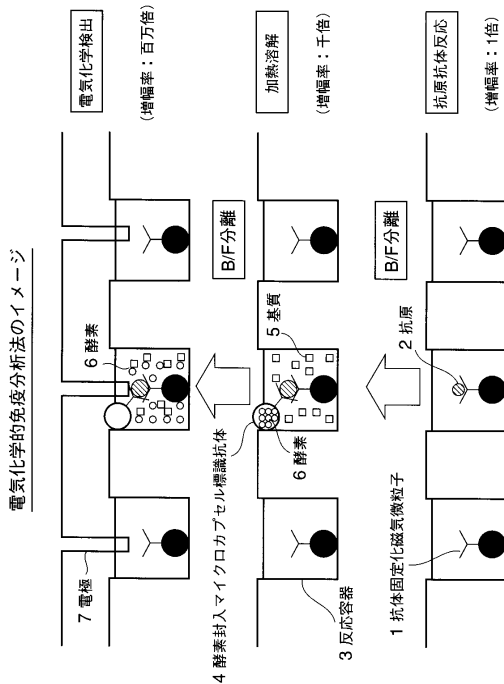 電気化学的免疫分析法のイメージ
電気化学検出
(増幅率：百万倍)
6 酵素
7 電極
B/F分離
加熱溶解
(増幅率：千倍)
4 酵素封入マイクロカプセル標識抗体
5 基質
6 酵素
3 反応容器
B/F分離
抗原抗体反応
(増幅率：1倍)
2 抗原
1 抗体固定化磁気微粒子